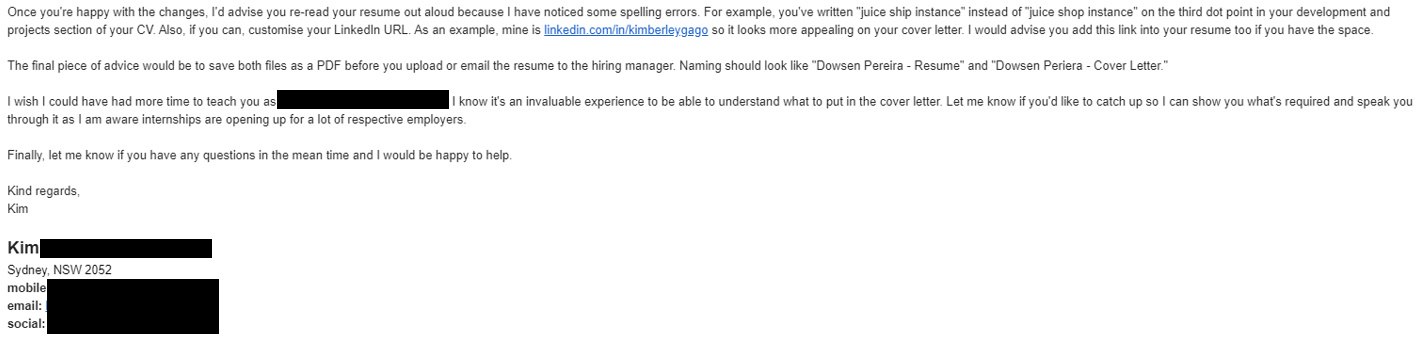 Once you're happy with the changes, I'd advise you re-read your resume out aloud because I have noticed some spelling errors. For example, you've written "juice ship instance" instead of "juice shop instance" on the third dot point in your development and
projects section of your CV. Also, if you can, customise your LinkedIn URL. As an example, mine is linkedin.com/in/kimberleygago so it looks more appealing on your cover letter. I would advise you add this link into your resume too if you have the space.
The final piece of advice would be to save both files as a PDF before you upload or email the resume to the hiring manager. Naming should look like "Dowsen Pereira - Resume" and "Dowsen Periera - Cover Letter."
I wish I could have had more time to teach you as I know it's an invaluable experience to be able to understand what to put in the cover letter. Let me know if you'd like to catch up so I can show you what's required and speak you
through it as I am aware internships are opening up for a lot of respective employers.
Finally, let me know if you have any questions in the mean time and I would be happy to help.
Kind regards,
Kim
Kim
Sydney, NSW 2052
mobile
email:
social: